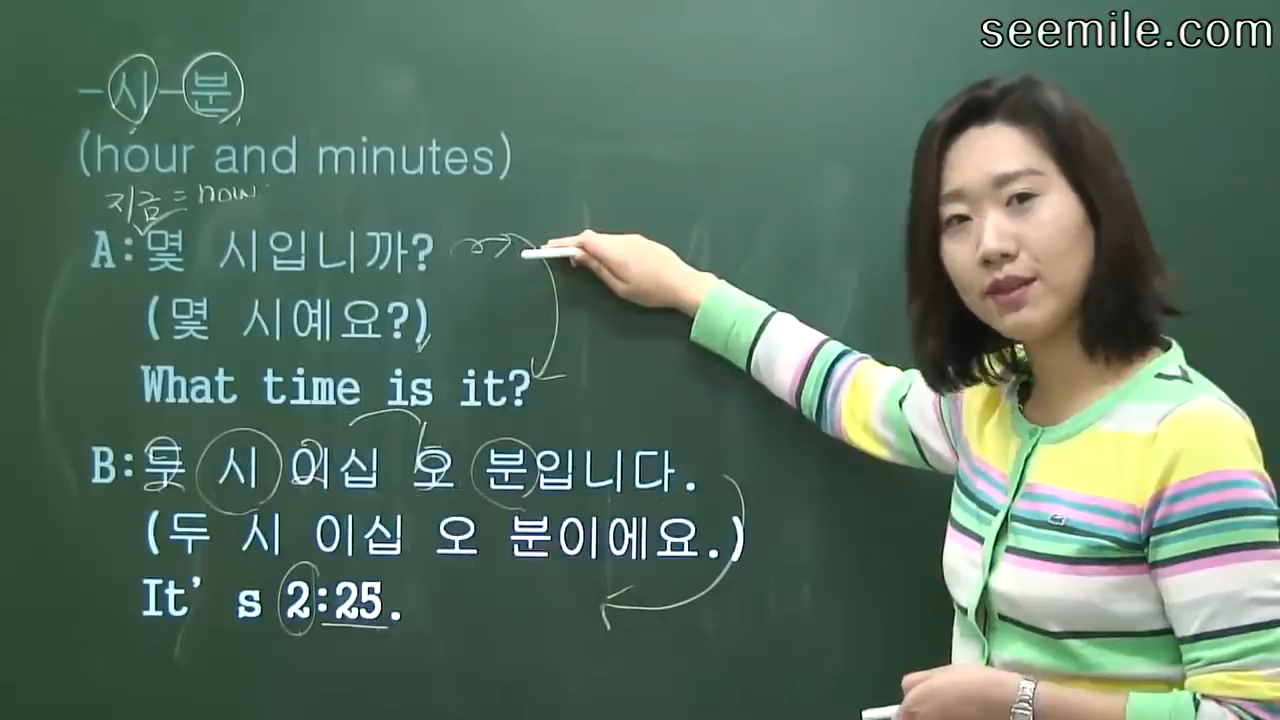 seemile.com
-시-분
(hour and minutes)
지금 = now
A:몇 시입니까?
(몇 시예요?)
What time is it?
B:두 시 이십 오 분입니다.
(두 시 이십 오 분이에요.)
It's 2:25.